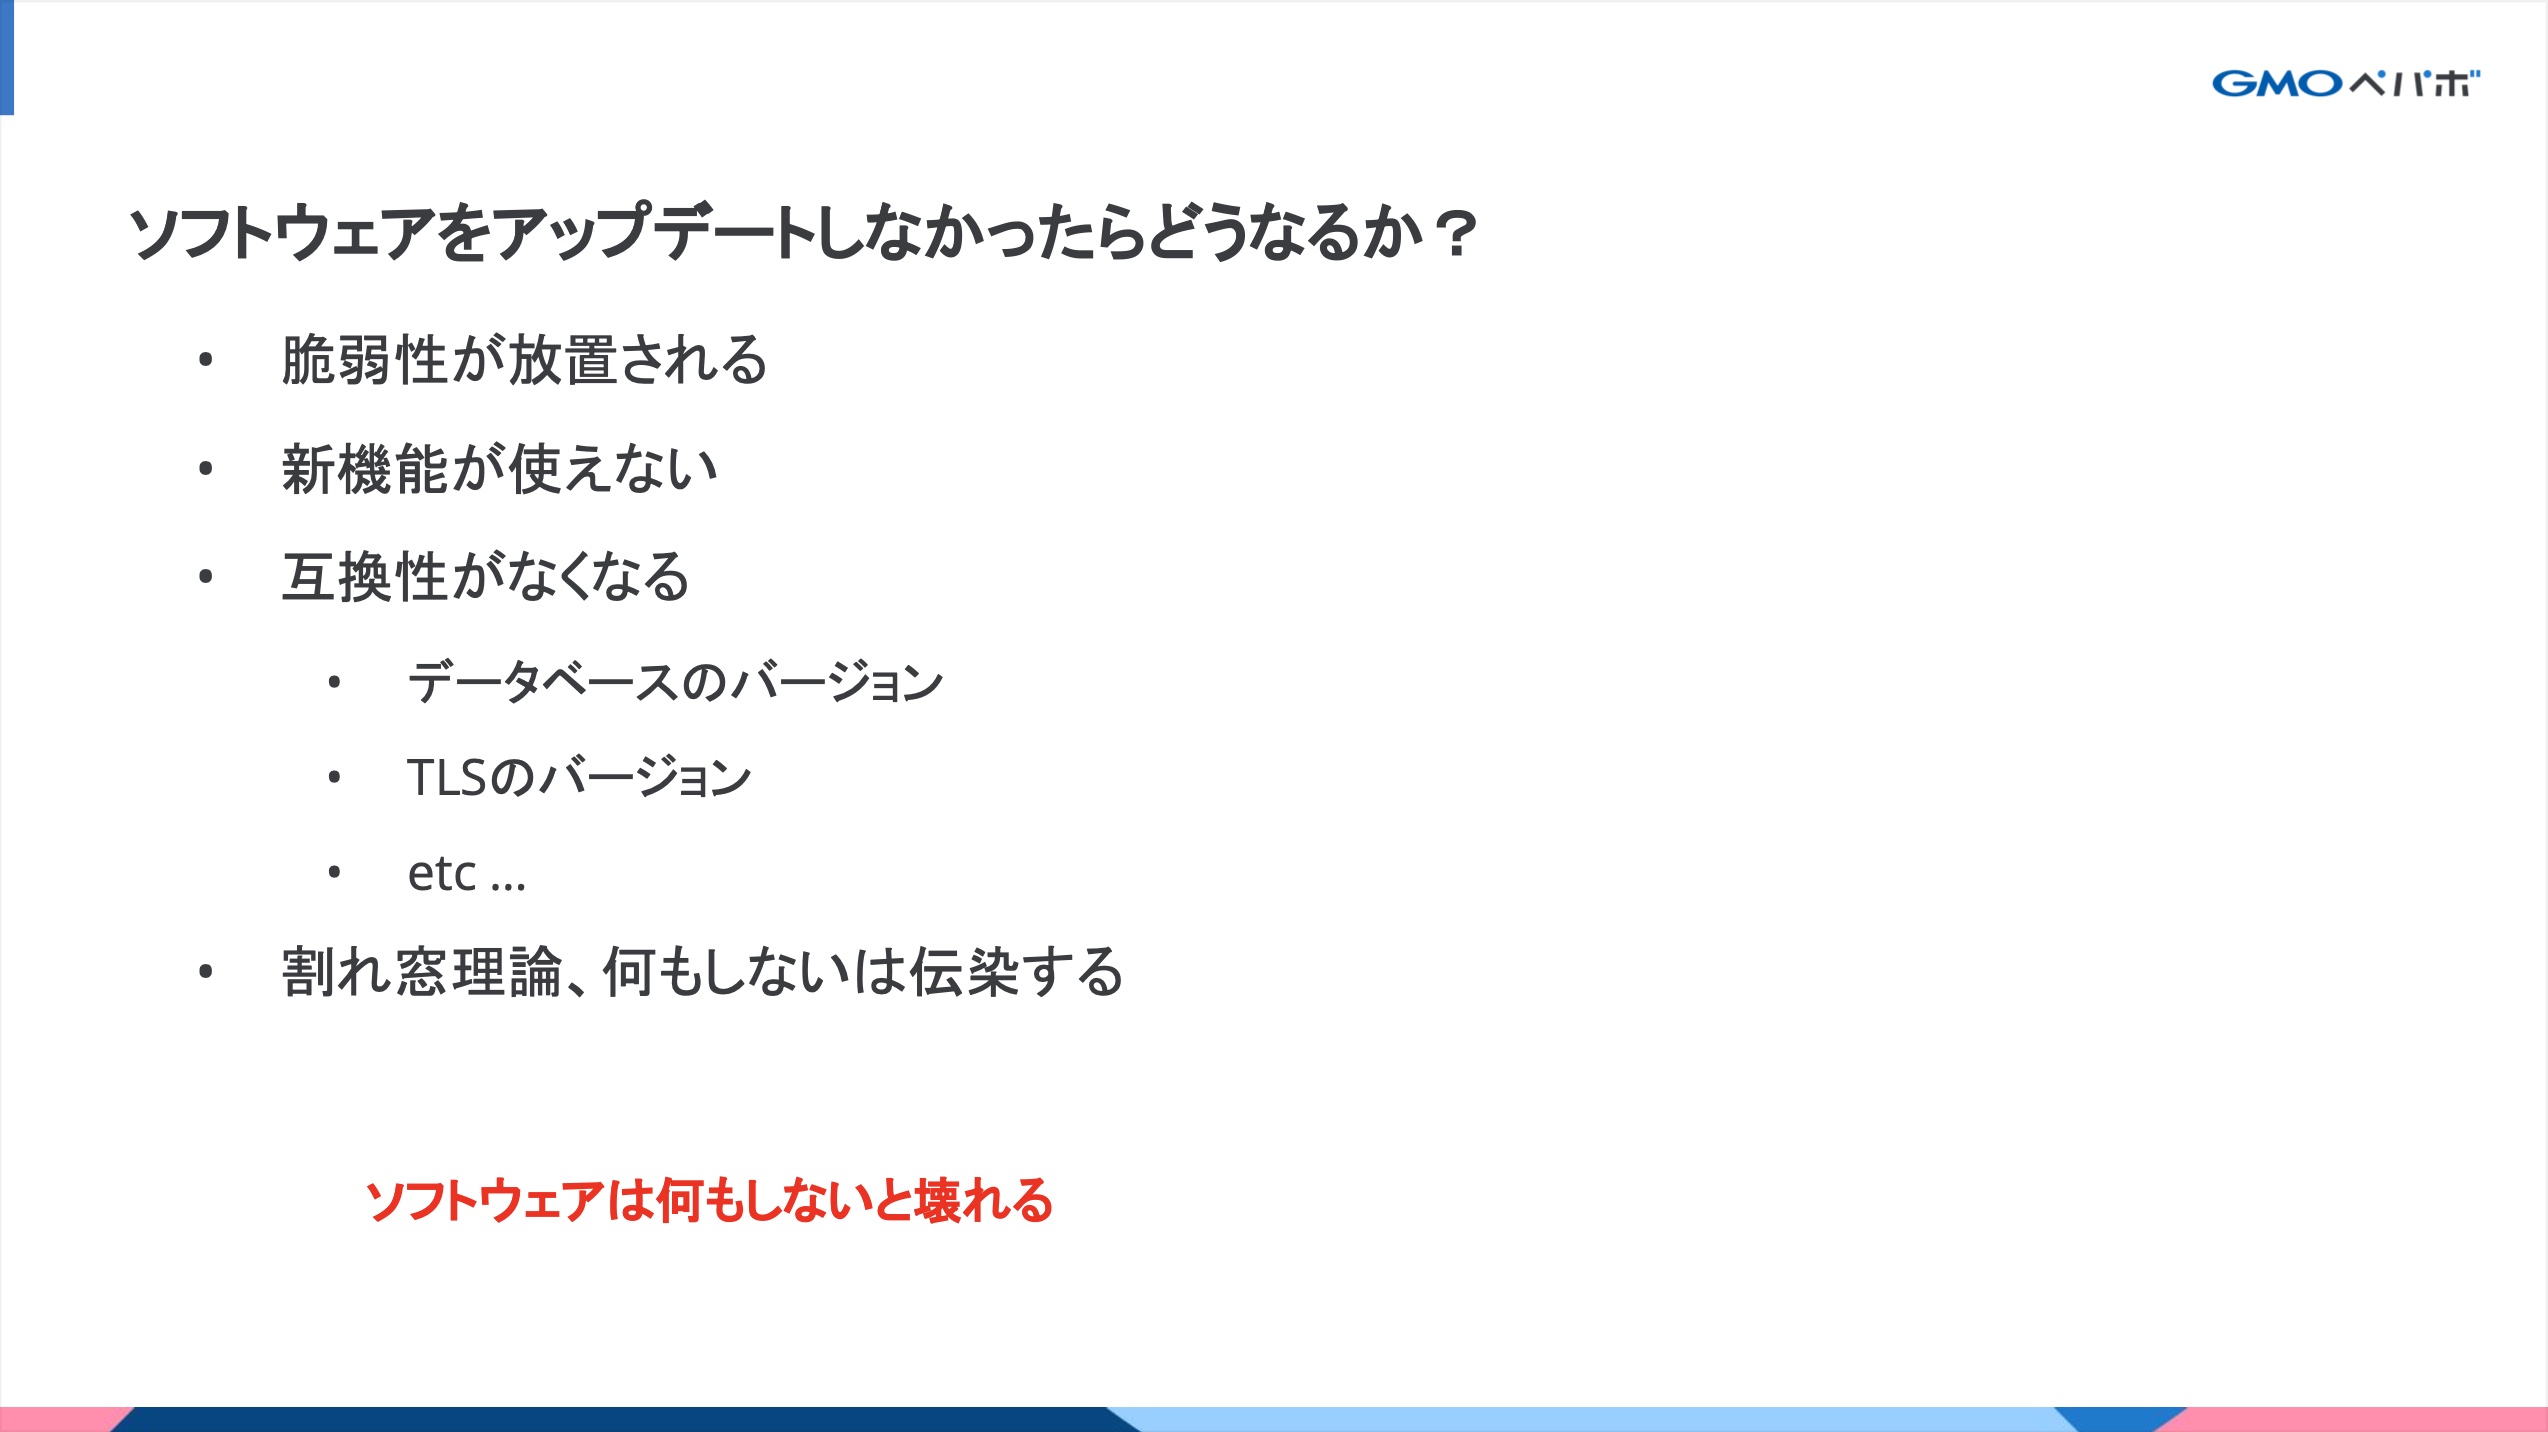 GMOペパボ
ソフトウェアをアップデートしなかったらどうなるか？
• 脆弱性が放置される
• 新機能が使えない
• 互換性がなくなる
• データベースのバージョン
• TLSのバージョン
• etc ...
• 割れ窓理論、何もしないは伝染する
ソフトウェアは何もしないと壊れる